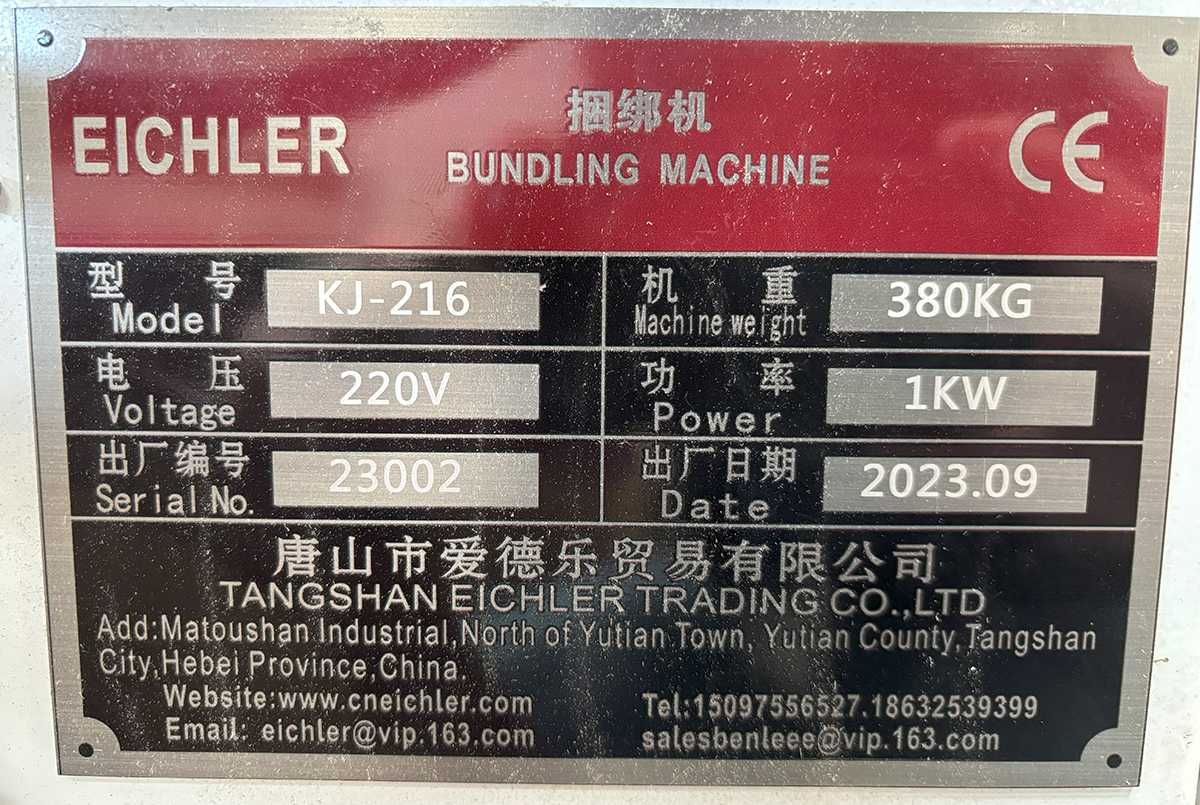 EICHLER
捆绑机
BUNDLING MACHINE
CE
型号 KJ-216
Model
机重 380KG
Machine weight
电压 220V
Voltage
功率 1KW
Power
出厂编号 23002
Serial No.
出厂日期 2023.09
Date
唐山市爱德乐贸易有限公司
TANGSHAN EICHLER TRADING CO.,LTD
Add:Matoushan Industrial,North of Yutian Town, Yutian County,Tangshan
City,Hebei Province,China.
Website:www.cneichler.com
Tel:15097556527.18632539399
Email: eichler@vip.163.com
salesbenleee@vip.163.com